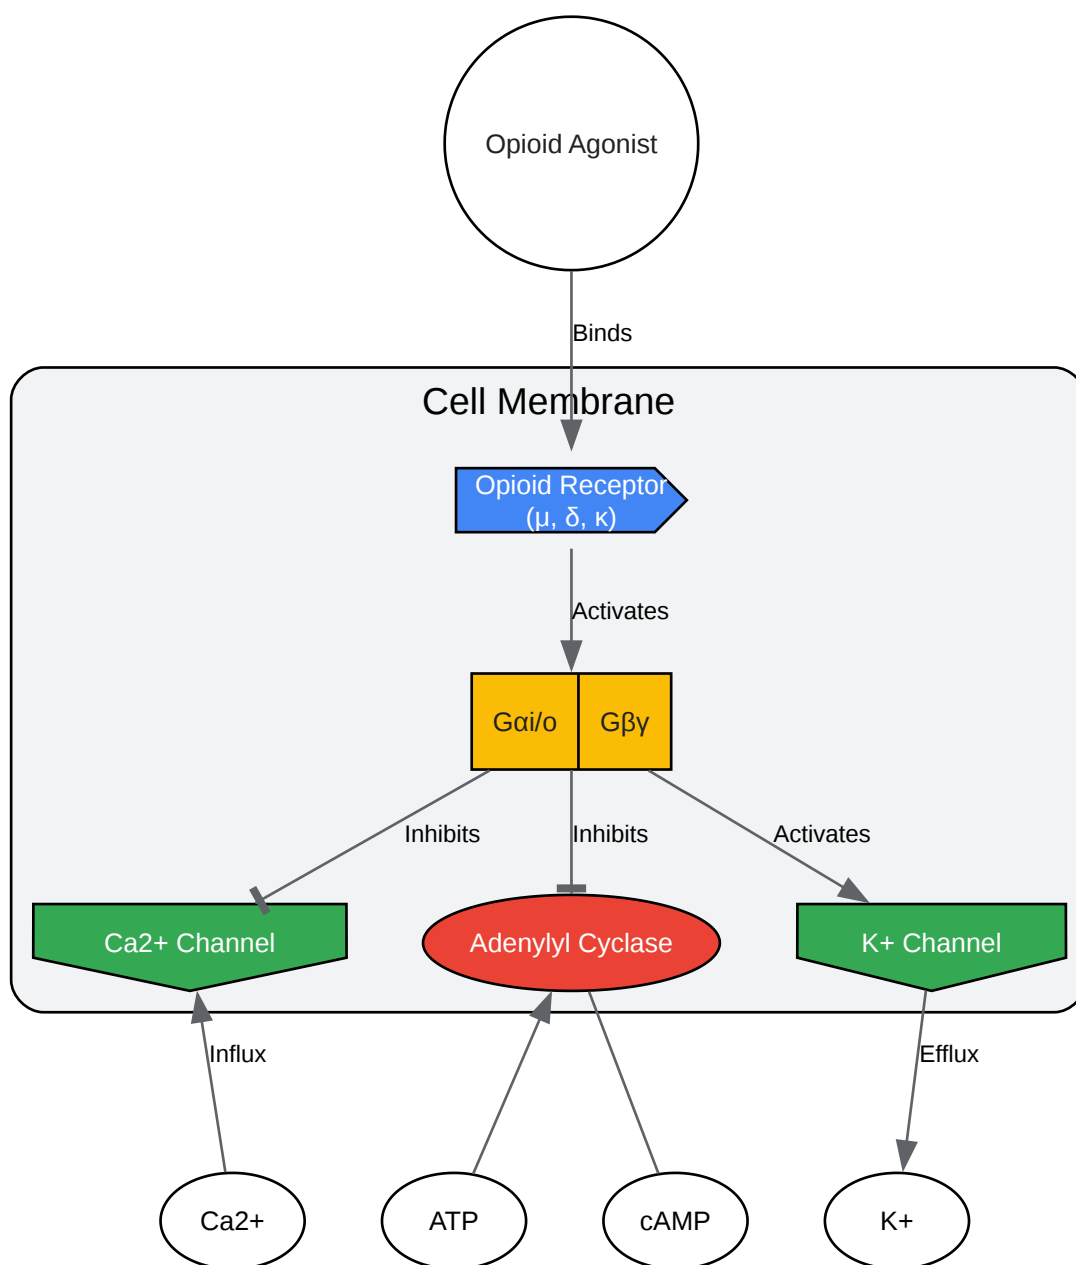 Opioid Agonist
Binds
Cell Membrane
Opioid Receptor
(μ, δ, κ)
Activates
Gαi/o
Gβγ
Inhibits
Inhibits
Activates
Ca2+ Channel
Adenylyl Cyclase
K+ Channel
Influx
Efflux
Ca2+
ATP
cAMP
K+